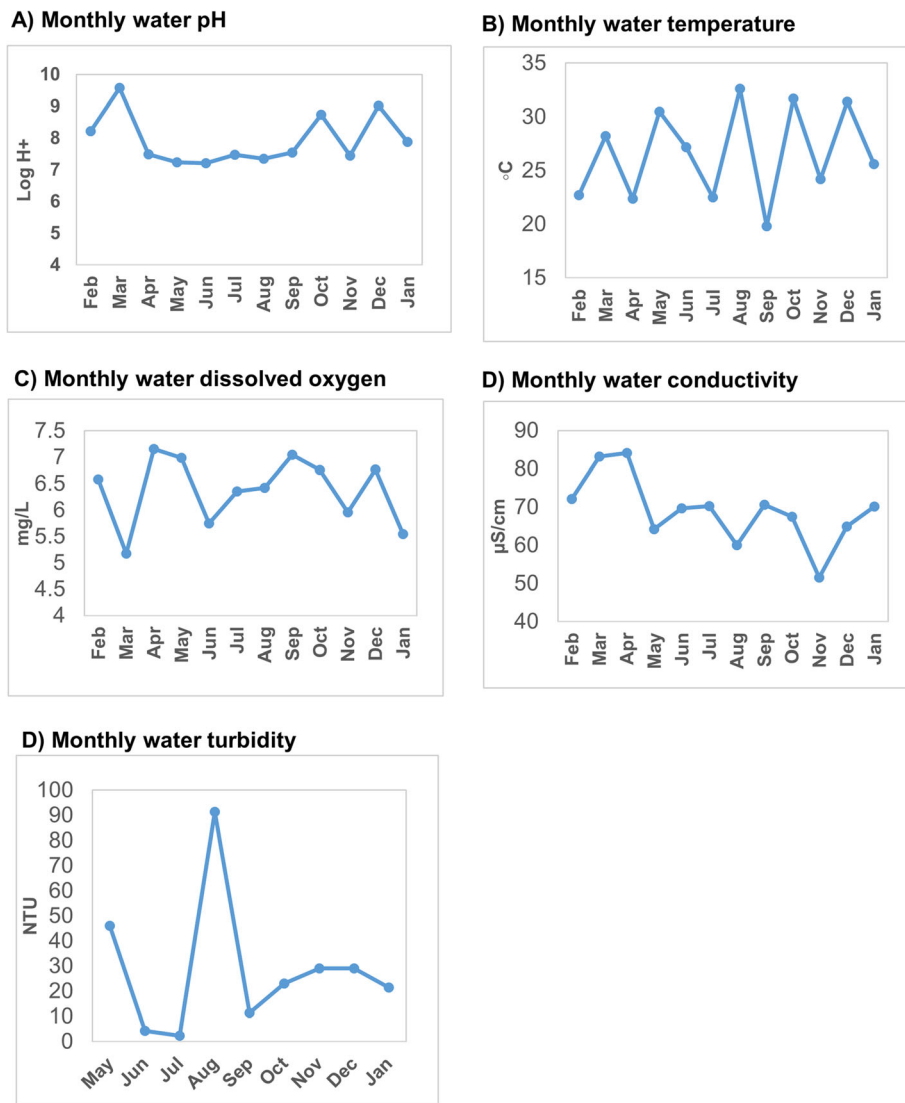 A) Monthly water pH
10
9
8
7
6
5
4
Log H+
Feb
Mar
Apr
May
Jun
Jul
Aug
Sep
Oct
Nov
Dec
Jan
B) Monthly water temperature
35
30
25
20
15
°C
Feb
Mar
Apr
May
Jun
Jul
Aug
Sep
Oct
Nov
Dec
Jan
C) Monthly water dissolved oxygen
7.5
7
6.5
6
5.5
5
4.5
4
mg/L
Feb
Mar
Apr
May
Jun
Jul
Aug
Sep
Oct
Nov
Dec
Jan
D) Monthly water conductivity
90
80
70
60
50
40
µS/cm
Feb
Mar
Apr
May
Jun
Jul
Aug
Sep
Oct
Nov
Dec
Jan
D) Monthly water turbidity
100
90
80
70
60
50
40
30
20
10
0
NTU
May
Jun
Jul
Aug
Sep
Oct
Nov
Dec
Jan